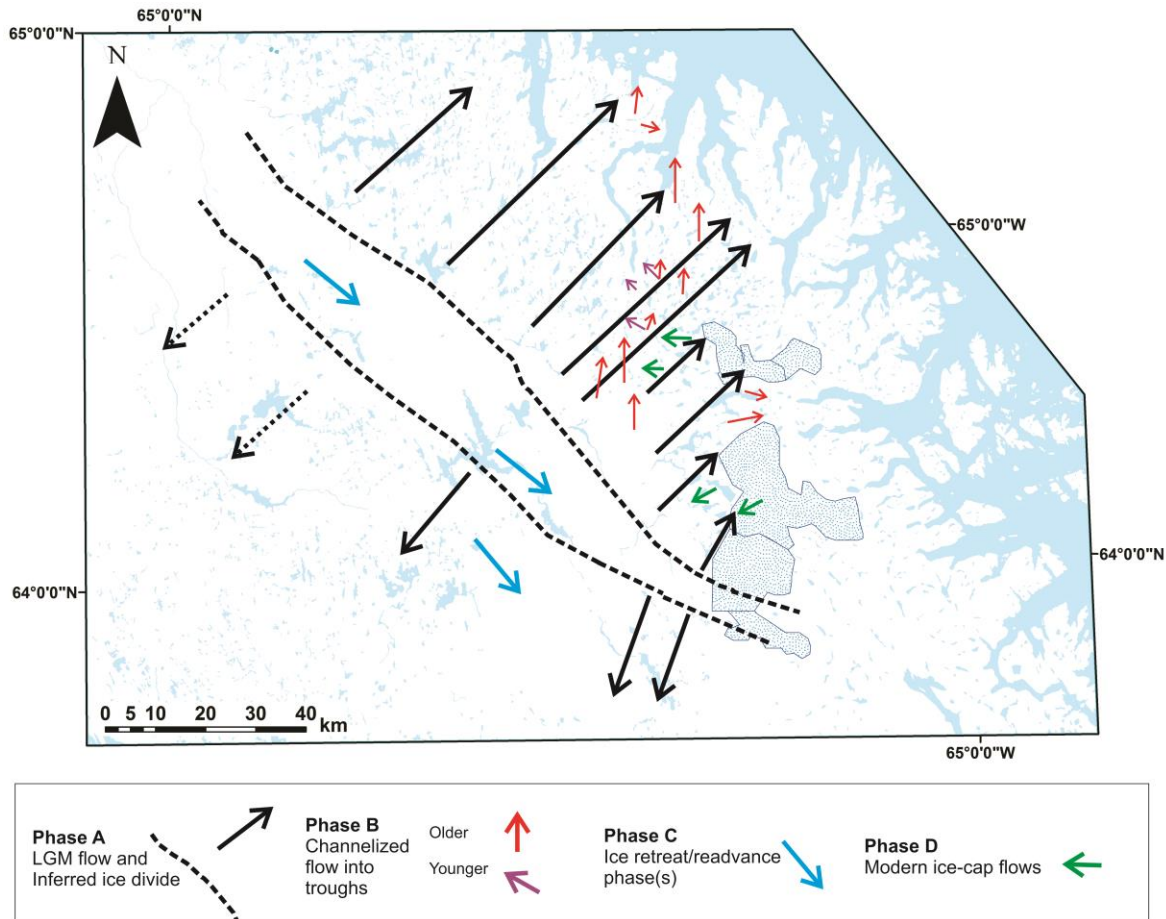 65°0'0"N
65°0'0"W
N
65°0'0"W
64°0'0"N
64°0'0"N
0 5 10 20 30 40 km
65°0'0"W
Phase A
LGM flow and
Inferred ice divide
Phase B
Channelized
flow into
troughs
Older
Younger
Phase C
Ice retreat/readvance
phase(s)
Phase D
Modern ice-cap flows